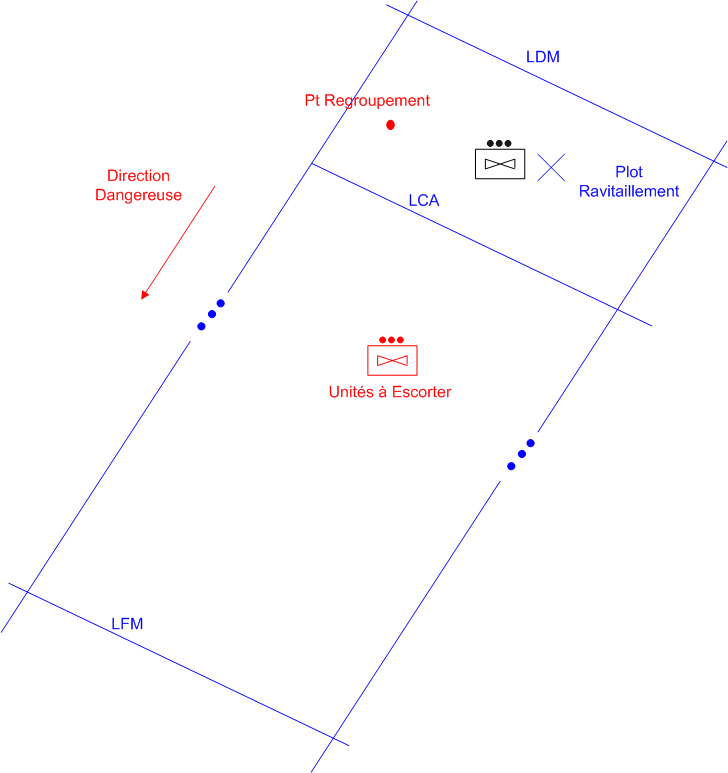 LDM
Pt Regroupement
Direction
Dangereuse
Plot
Ravitaillement
LCA
Unités à Escorter
LFM